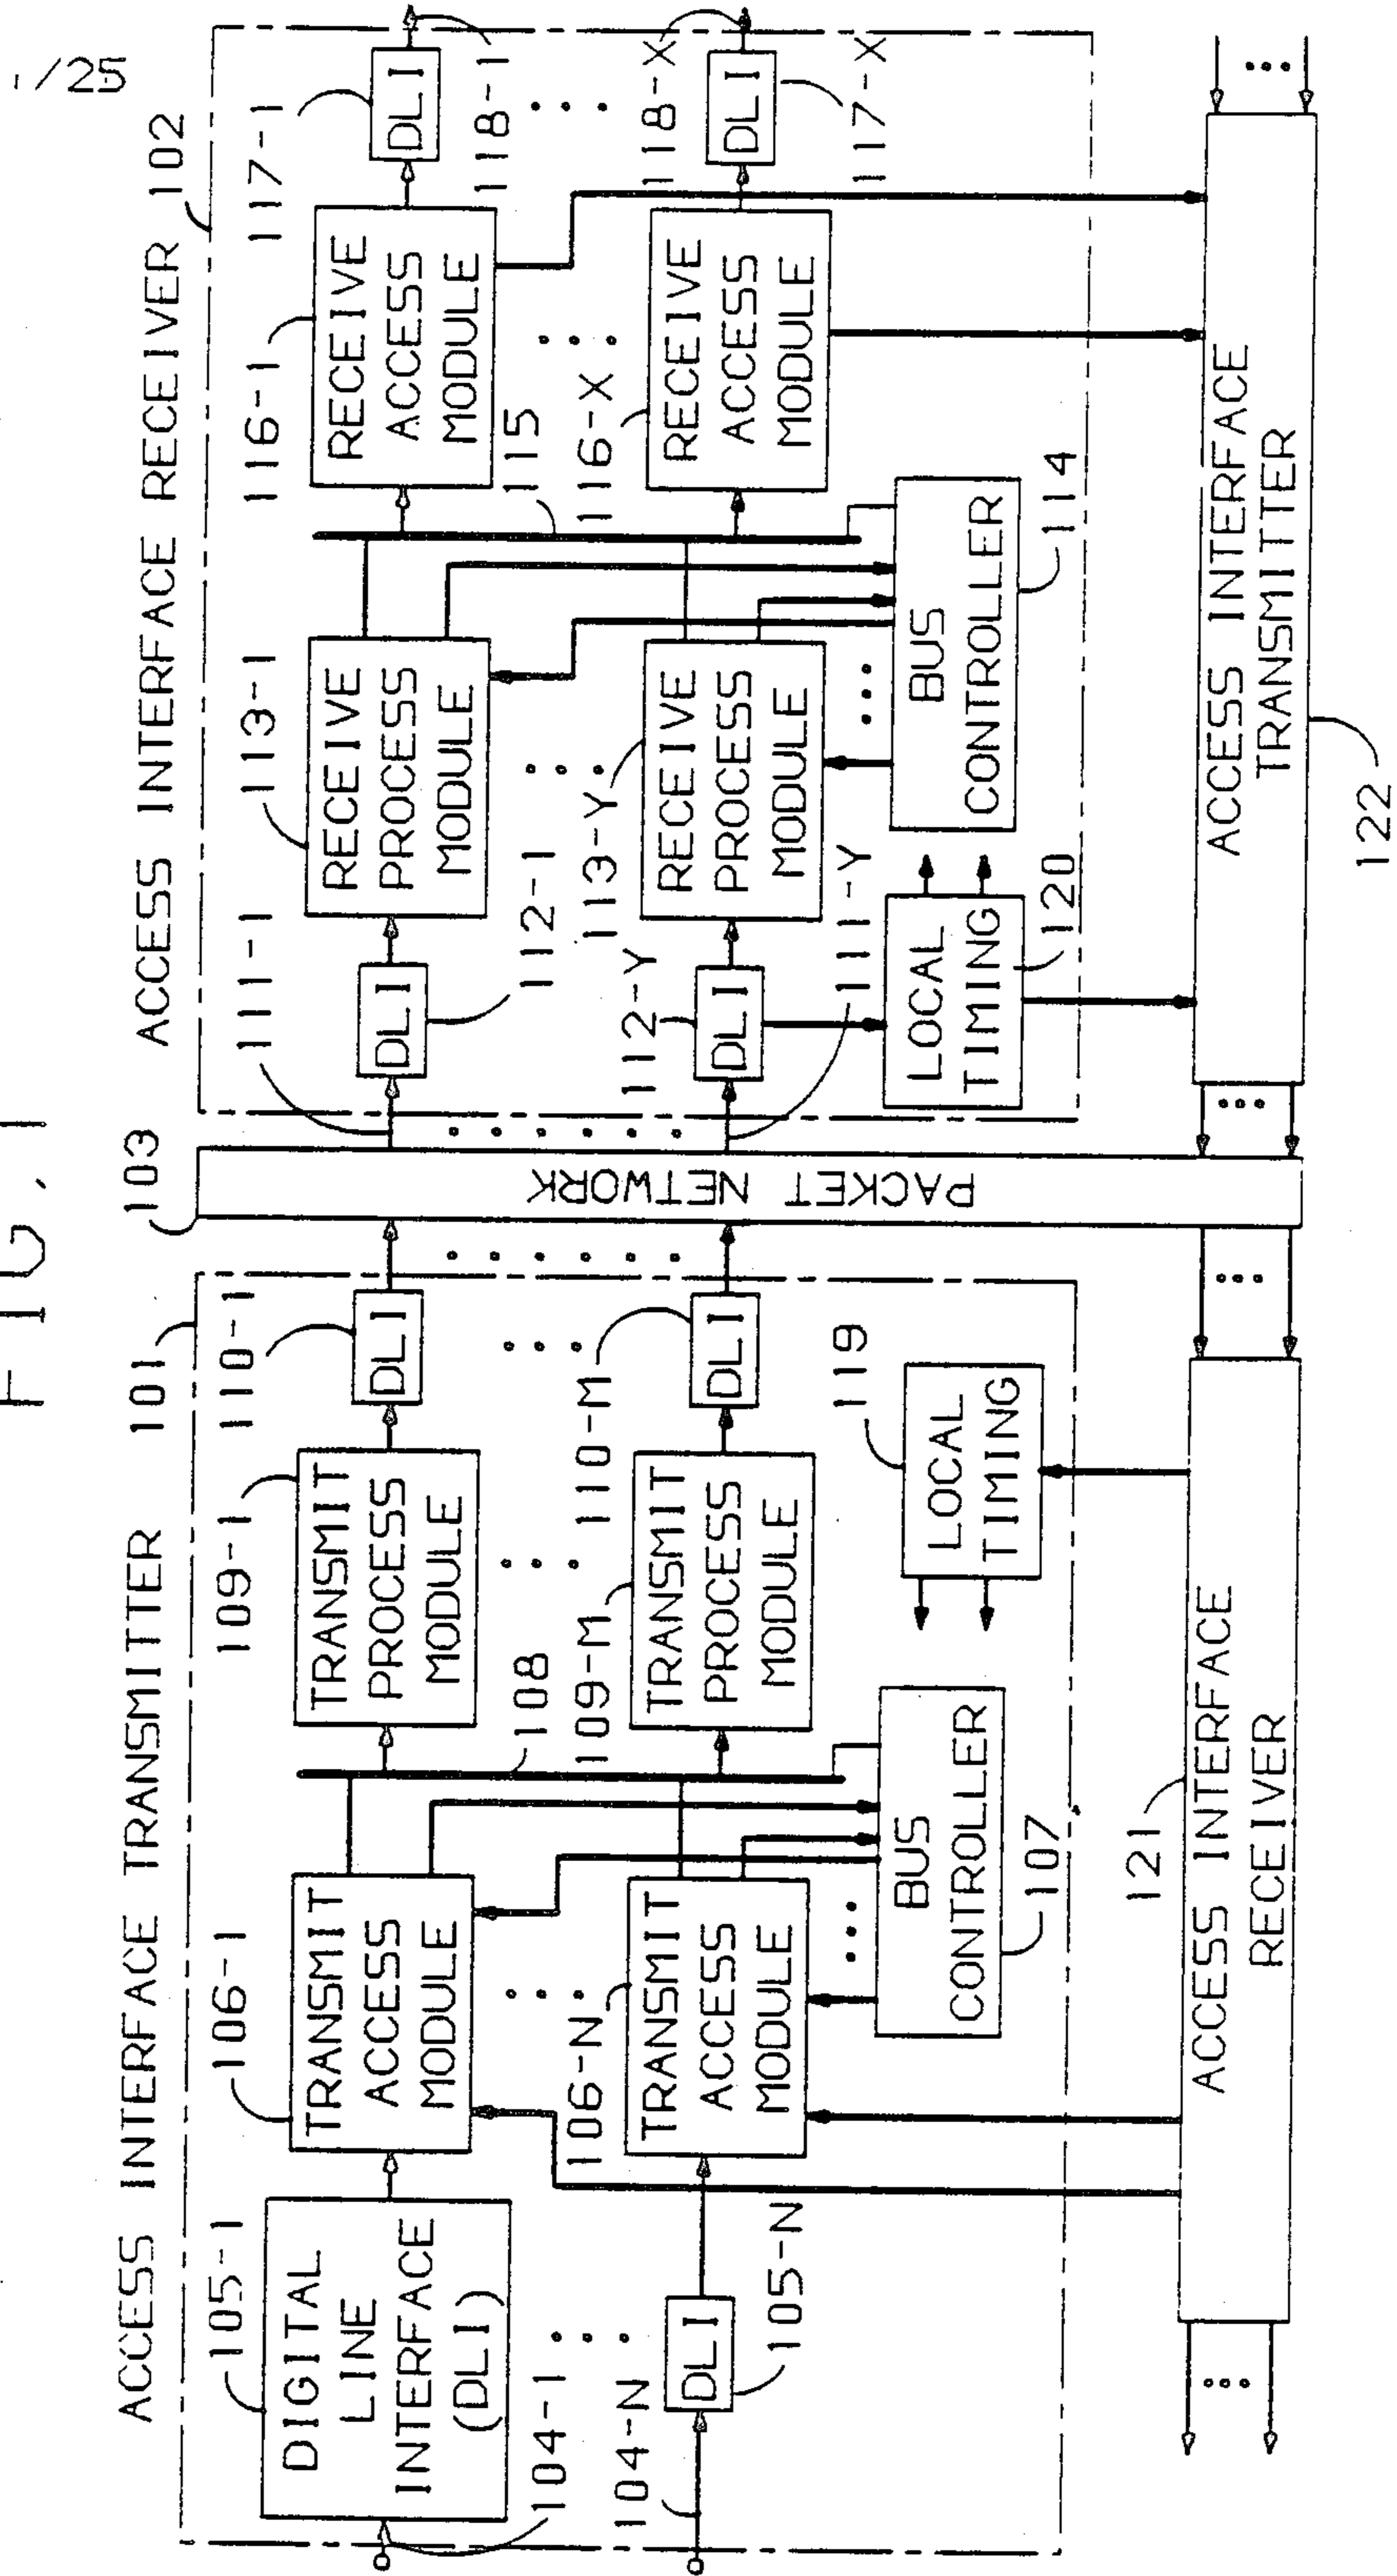 1/25
FIG. 1
ACCESS INTERFACE TRANSMITTER 101
103
ACCESS INTERFACE RECEIVER 102
105-1
106-1
109-1
110-1
111-1
113-1
116-1
117-1
DIGITAL
LINE
INTERFACE
(DLI)
TRANSMIT
ACCESS
MODULE
TRANSMIT
PROCESS
MODULE
DLI
DLI
RECEIVE
PROCESS
MODULE
RECEIVE
ACCESS
MODULE
DLI
104-1
108
112-1
115
118-1
104-N
106-N
109-M
110-M
112-Y
113-Y
116-X
118-X
DLI
TRANSMIT
ACCESS
MODULE
TRANSMIT
PROCESS
MODULE
DLI
PACKET NETWORK
DLI
RECEIVE
PROCESS
MODULE
RECEIVE
ACCESS
MODULE
DLI
105-N
119
111-Y
117-X
BUS
CONTROLLER
LOCAL
TIMING
LOCAL
TIMING
BUS
CONTROLLER
107
120
114
121
ACCESS INTERFACE
RECEIVER
ACCESS INTERFACE
TRANSMITTER
122